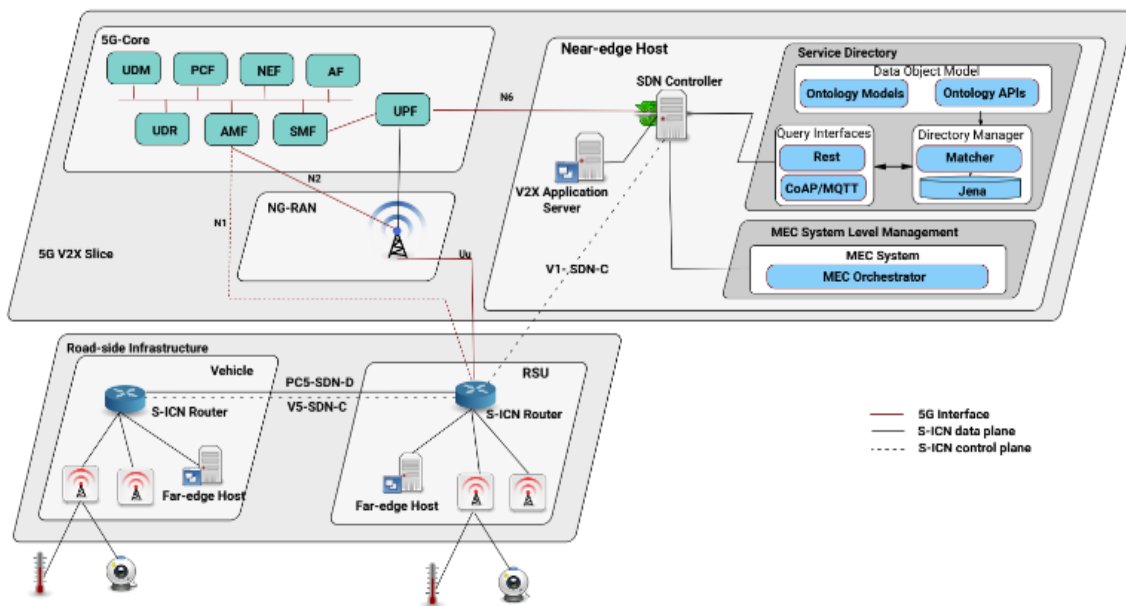 5G-Core
UDM
PCF
NEF
AF
UDR
AMF
SMF
UPF
N6
N2
N1
NG-RAN
Uu
5G V2X Slice
Near-edge Host
SDN Controller
V2X Application
Server
V1- SDN-C
Service Directory
Data Object Model
Ontology Models
Ontology APIs
Query Interfaces
Rest
CoAP/MQTT
Directory Manager
Matcher
Jena
MEC System Level Management
MEC System
MEC Orchestrator
Road-side Infrastructure
Vehicle
S-ICN Router
Far-edge Host
PC5-SDN-D
V5-SDN-C
RSU
S-ICN Router
Far-edge Host
5G Interface
S-ICN data plane
S-ICN control plane